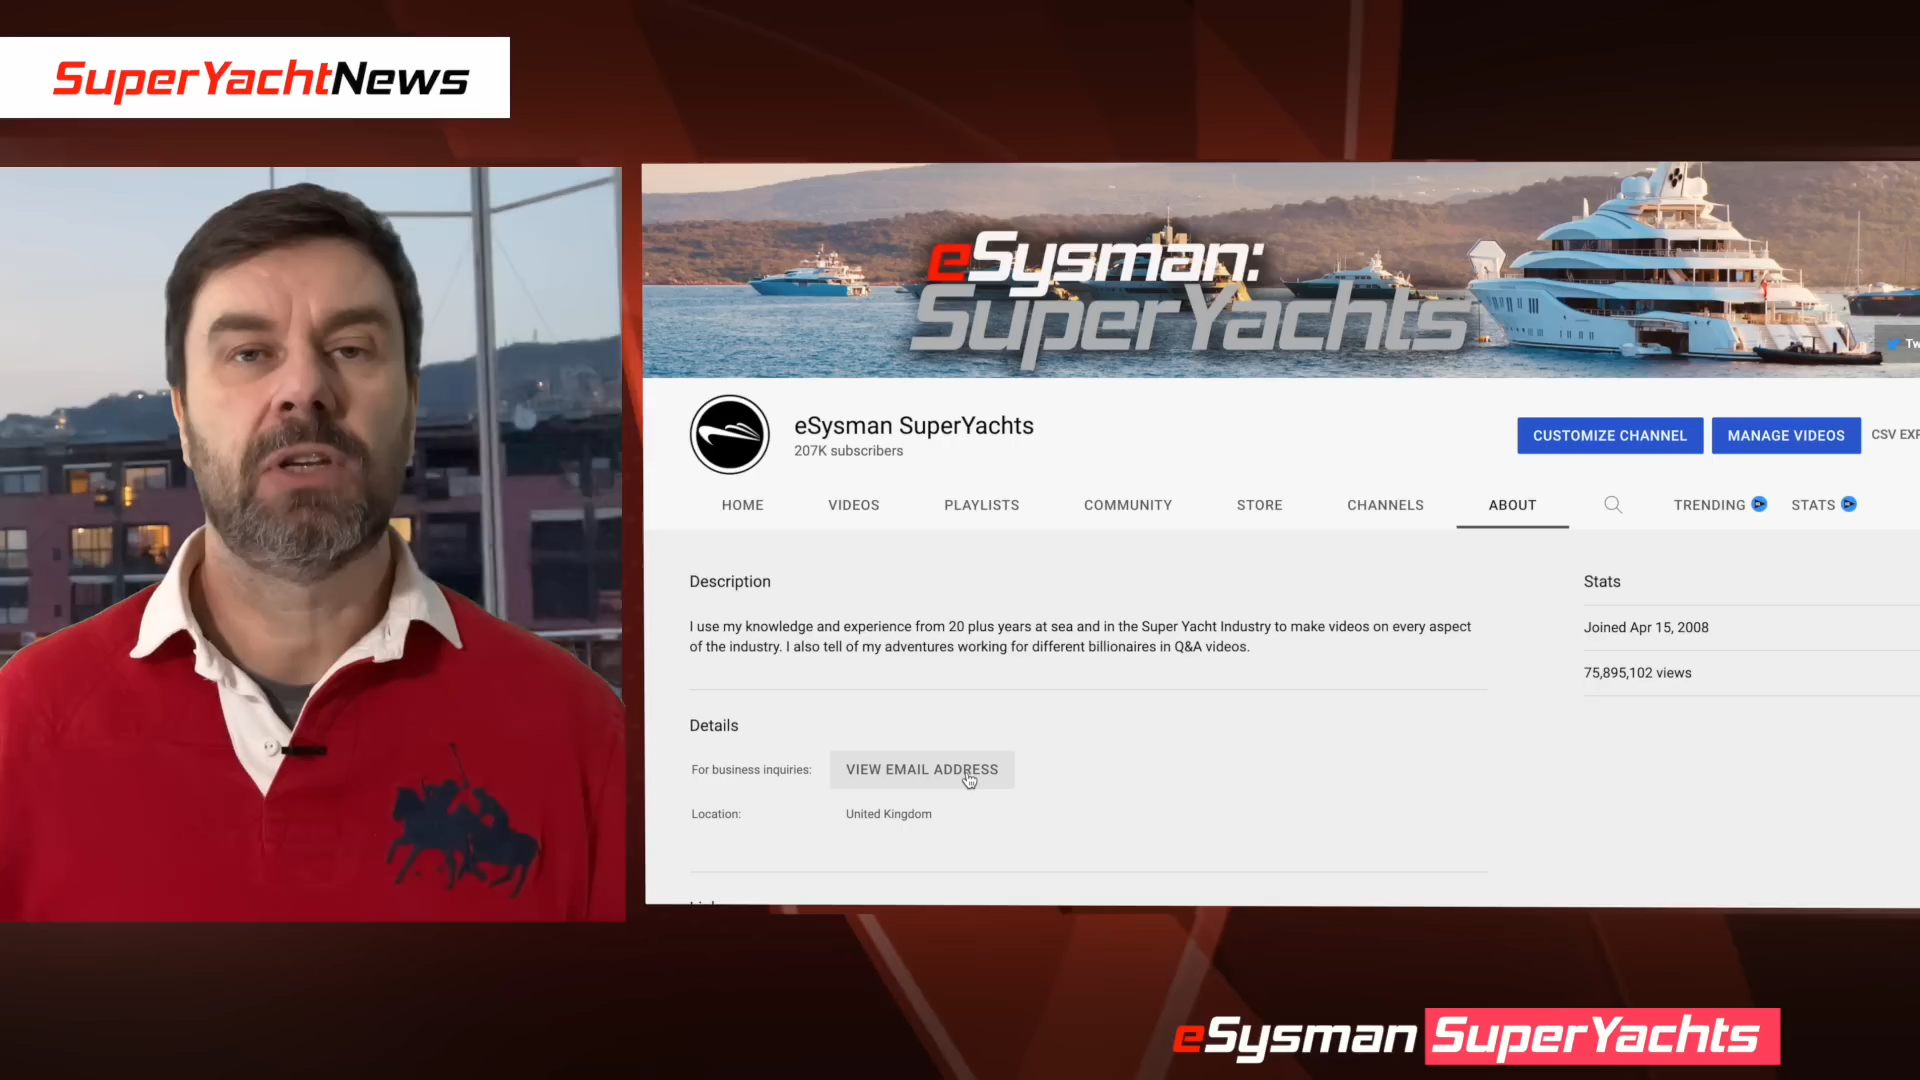 SuperYachtNews
eSysman:
SuperYachts
eSysman SuperYachts
207K subscribers
CUSTOMIZE CHANNEL
MANAGE VIDEOS
HOME
VIDEOS
PLAYLISTS
COMMUNITY
STORE
CHANNELS
ABOUT
TRENDING
STATS
Description
I use my knowledge and experience from 20 plus years at sea and in the Super Yacht Industry to make videos on every aspect
of the industry. I also tell of my adventures working for different billionaires in Q&A videos.
Stats
Joined Apr 15, 2008
75,895,102 views
Details
For business inquiries:
VIEW EMAIL ADDRESS
Location:
United Kingdom
eSysman SuperYachts